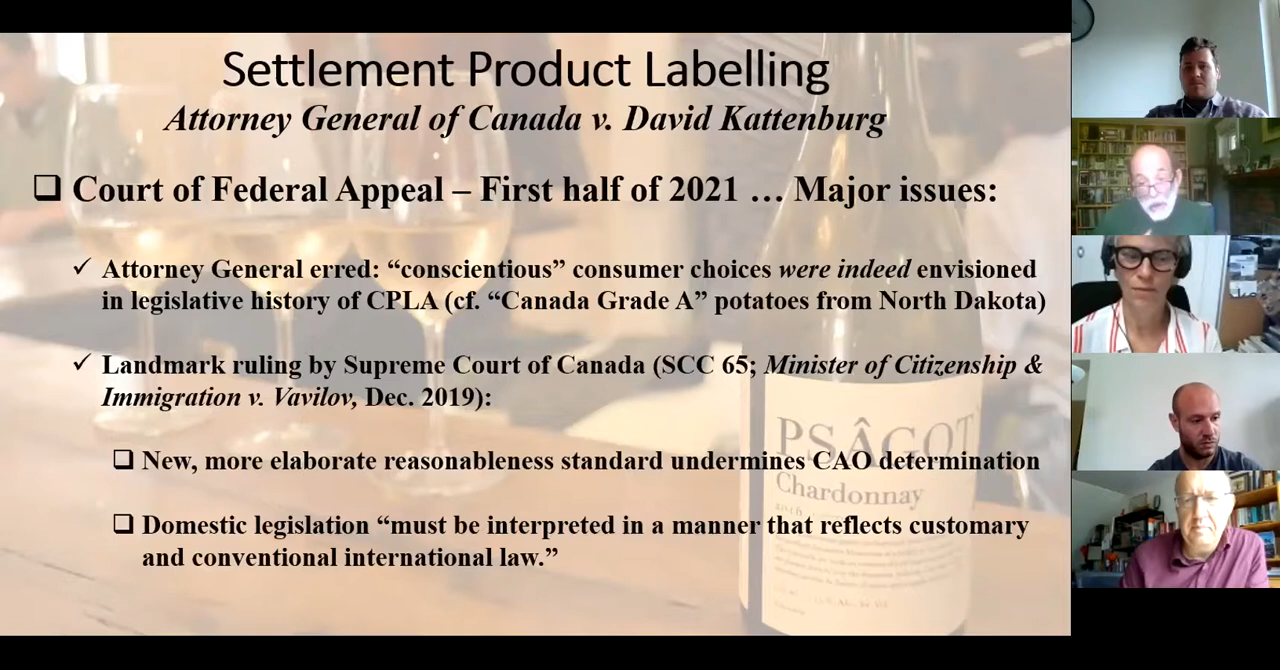 Settlement Product Labelling
Attorney General of Canada v. David Kattenburg
❑ Court of Federal Appeal – First half of 2021 … Major issues:
✓ Attorney General erred: “conscientious” consumer choices were indeed envisioned
in legislative history of CPLA (cf. “Canada Grade A” potatoes from North Dakota)
✓ Landmark ruling by Supreme Court of Canada (SCC 65; Minister of Citizenship &
Immigration v. Vavilov, Dec. 2019):
❑ New, more elaborate reasonableness standard undermines CAO determination
❑ Domestic legislation “must be interpreted in a manner that reflects customary
and conventional international law.”
PSÂGOT
Chardonnay